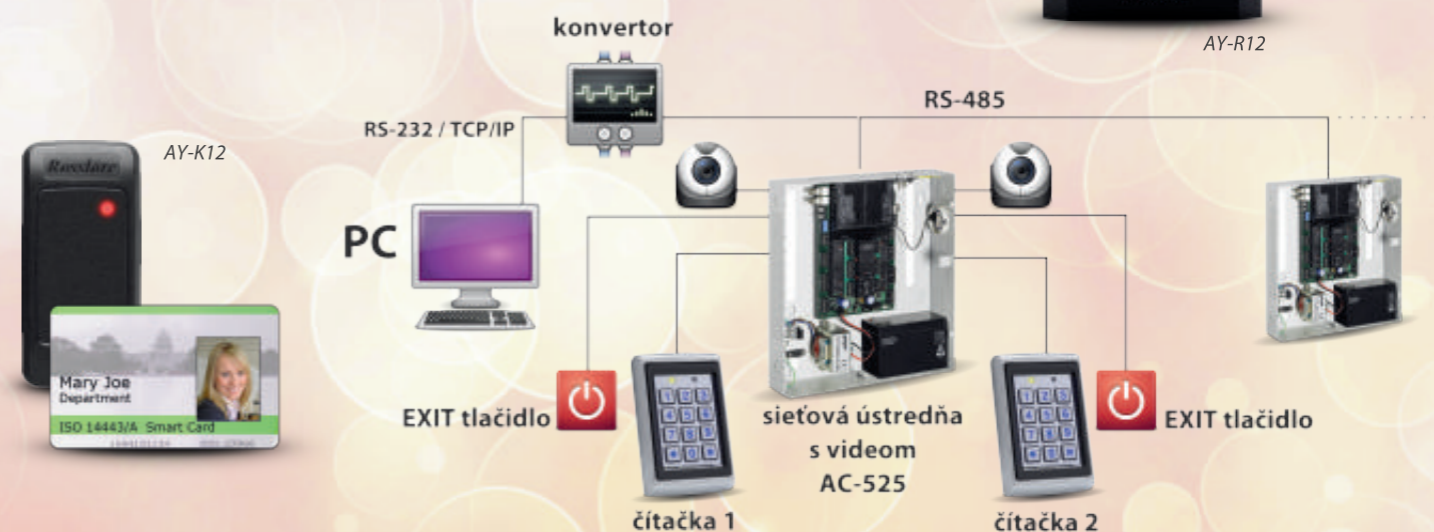 AY-R12
konvertor
RS-485
RS-232 / TCP/IP
AY-K12
Rosslare
PC
Mary Joe
Department
ISO 14443/A Smart Card
EXIT tlačidlo
sieťová ústredňa
s videom
AC-525
EXIT tlačidlo
čítačka 1
čítačka 2